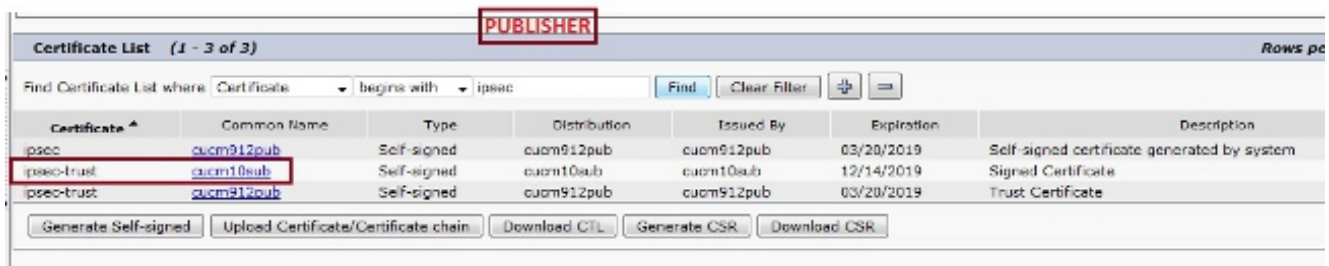 PUBLISHER
Certificate List (1 - 3 of 3) Rows pe
Find Certificate List where Certificate begins with ipsec Find Clear Filter
Certificate Common Name Type Distribution Issued By Expiration Description
ipsec cucm912pub Self-signed cucm912pub cucm912pub 03/20/2019 Self-signed certificate generated by system
ipsec-trust cucm10sub Self-signed cucm10sub cucm10sub 12/14/2019 Signed Certificate
ipsec-trust cucm912pub Self-signed cucm912pub cucm912pub 03/20/2019 Trust Certificate
Generate Self-signed Upload Certificate/Certificate chain Download CTL Generate CSR Download CSR